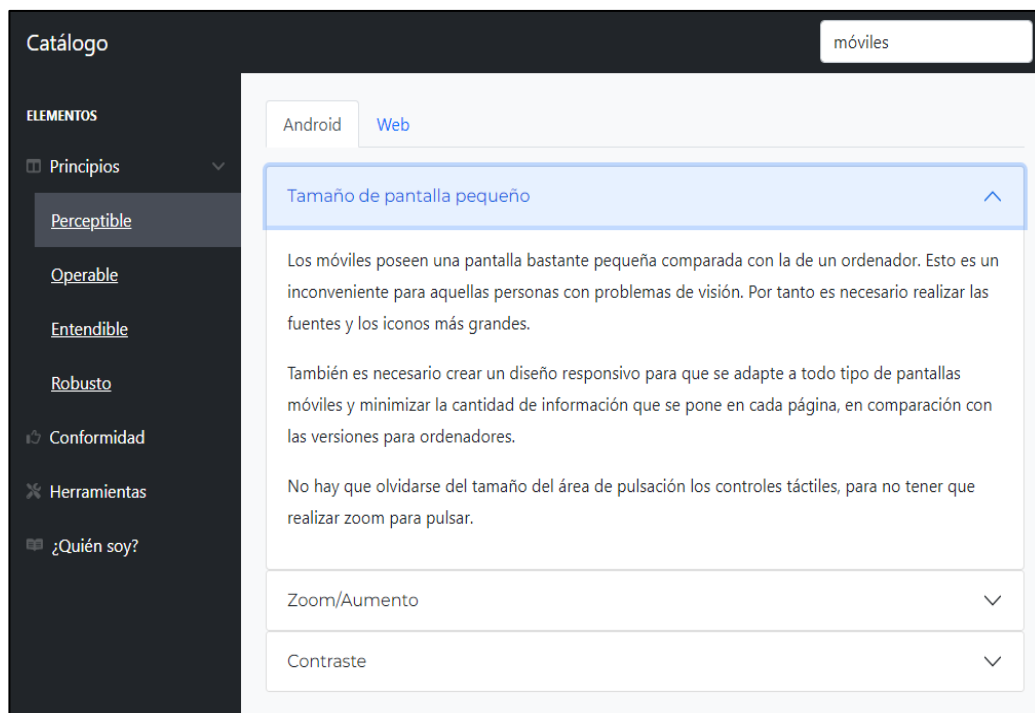 Catálogo
móviles
ELEMENTOS
Principios
Perceptible
Operable
Entendible
Robusto
Conformidad
Herramientas
¿Quién soy?
Android
Web
Tamaño de pantalla pequeño
Los móviles poseen una pantalla bastante pequeña comparada con la de un ordenador. Esto es un
inconveniente para aquellas personas con problemas de visión. Por tanto es necesario realizar las
fuentes y los iconos más grandes.
También es necesario crear un diseño responsivo para que se adapte a todo tipo de pantallas
móviles y minimizar la cantidad de información que se pone en cada página, en comparación con
las versiones para ordenadores.
No hay que olvidarse del tamaño del área de pulsación los controles táctiles, para no tener que
realizar zoom para pulsar.
Zoom/Aumento
Contraste